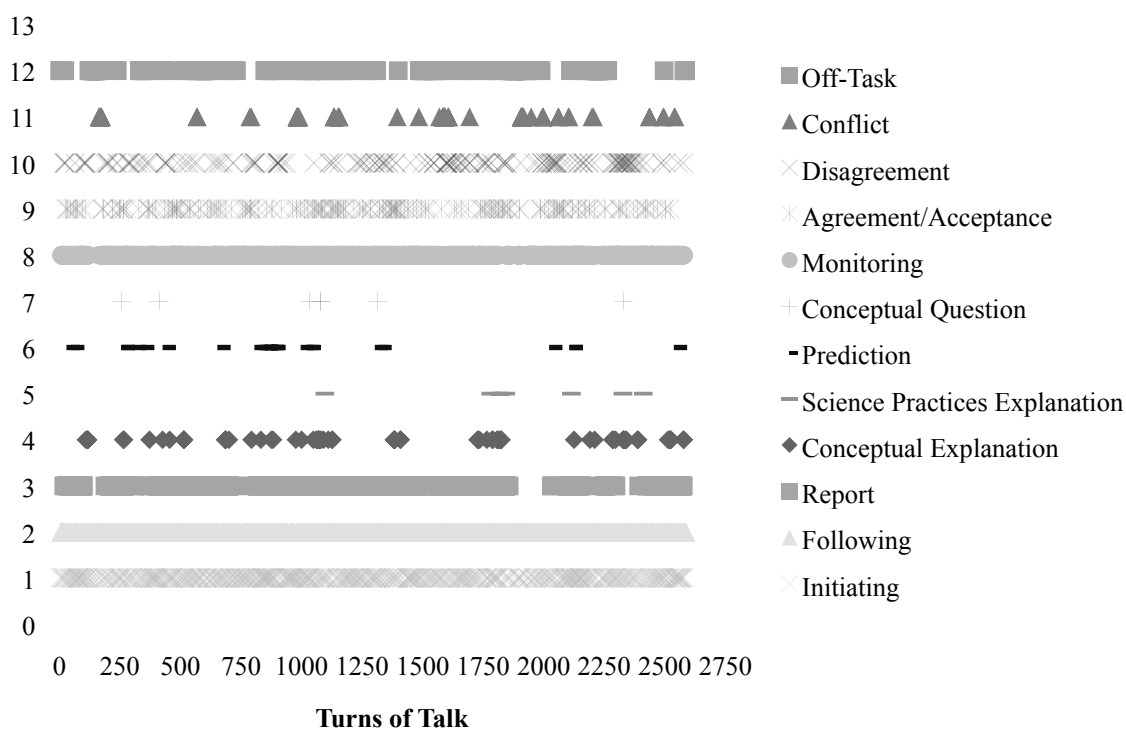 13
12
11
10
9
8
7
6
5
4
3
2
1
0
0 250 500 750 1000 1250 1500 1750 2000 2250 2500 2750
Turns of Talk
Off-Task
Conflict
Disagreement
Agreement/Acceptance
Monitoring
Conceptual Question
Prediction
Science Practices Explanation
Conceptual Explanation
Report
Following
Initiating